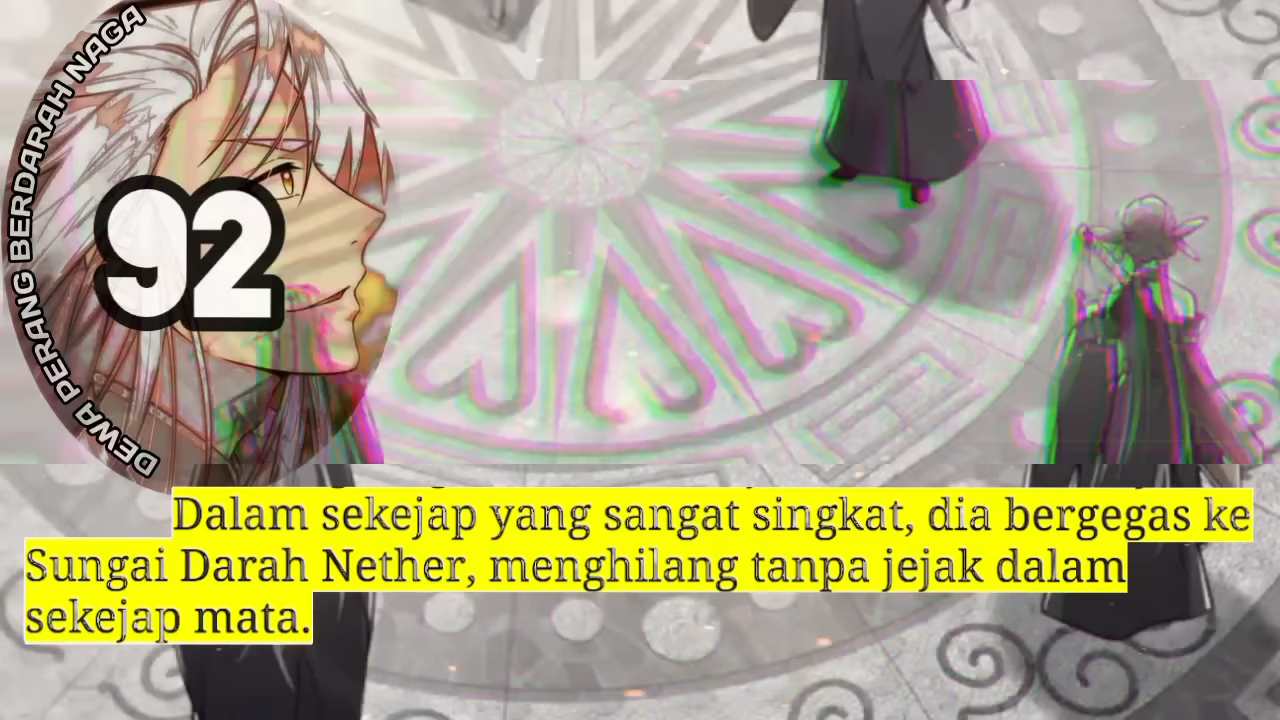 DEWA PERANG BERDARAH NAGA
92
Dalam sekejap yang sangat singkat, dia bergegas ke
Sungai Darah Nether, menghilang tanpa jejak dalam
sekejap mata.